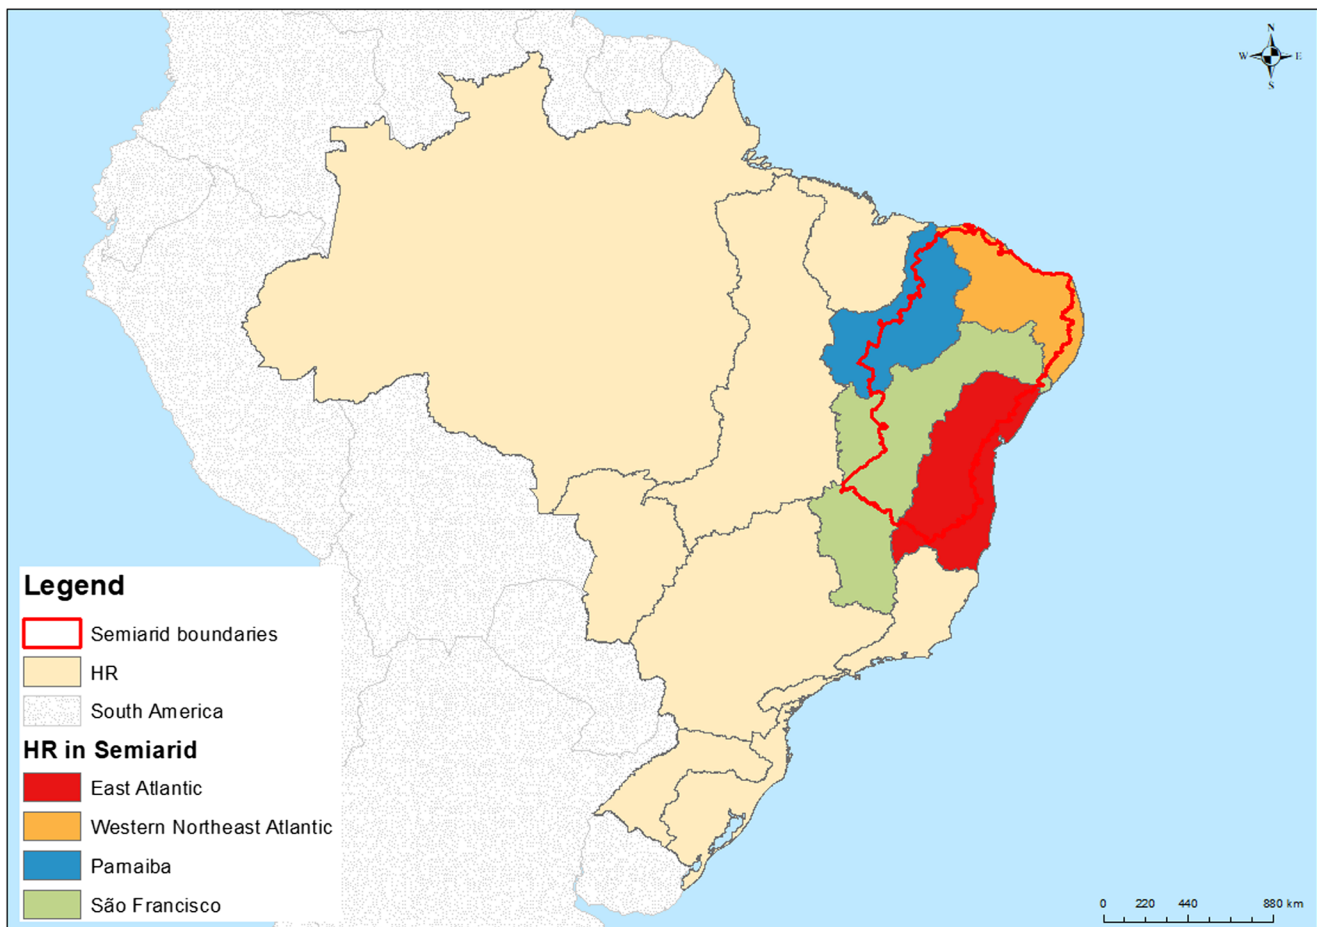 N
W E
S
Legend
Semiarid boundaries
HR
South America
HR in Semiarid
East Atlantic
Western Northeast Atlantic
Parnaiba
São Francisco
0 220 440 880 km